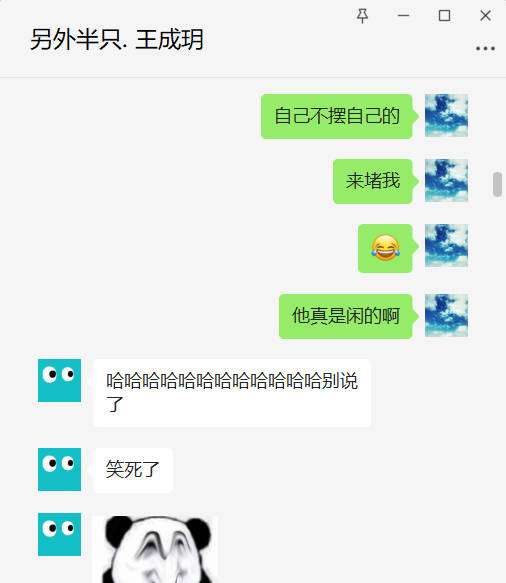 另外半只. 王成玥
自己不摆自己的
来堵我
😂
他真是闲的啊
哈哈哈哈哈哈哈哈哈哈哈哈别说
了
笑死了